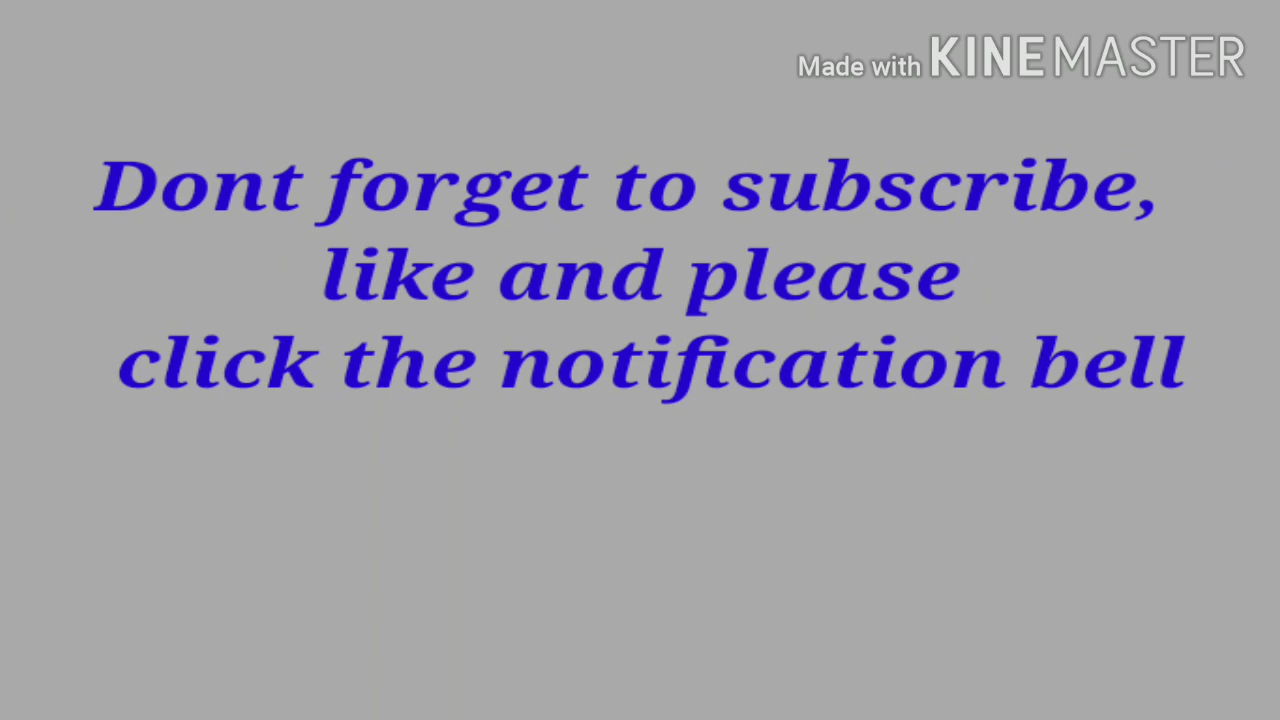 Made with KINEMASTER
Dont forget to subscribe,
like and please
click the notification bell